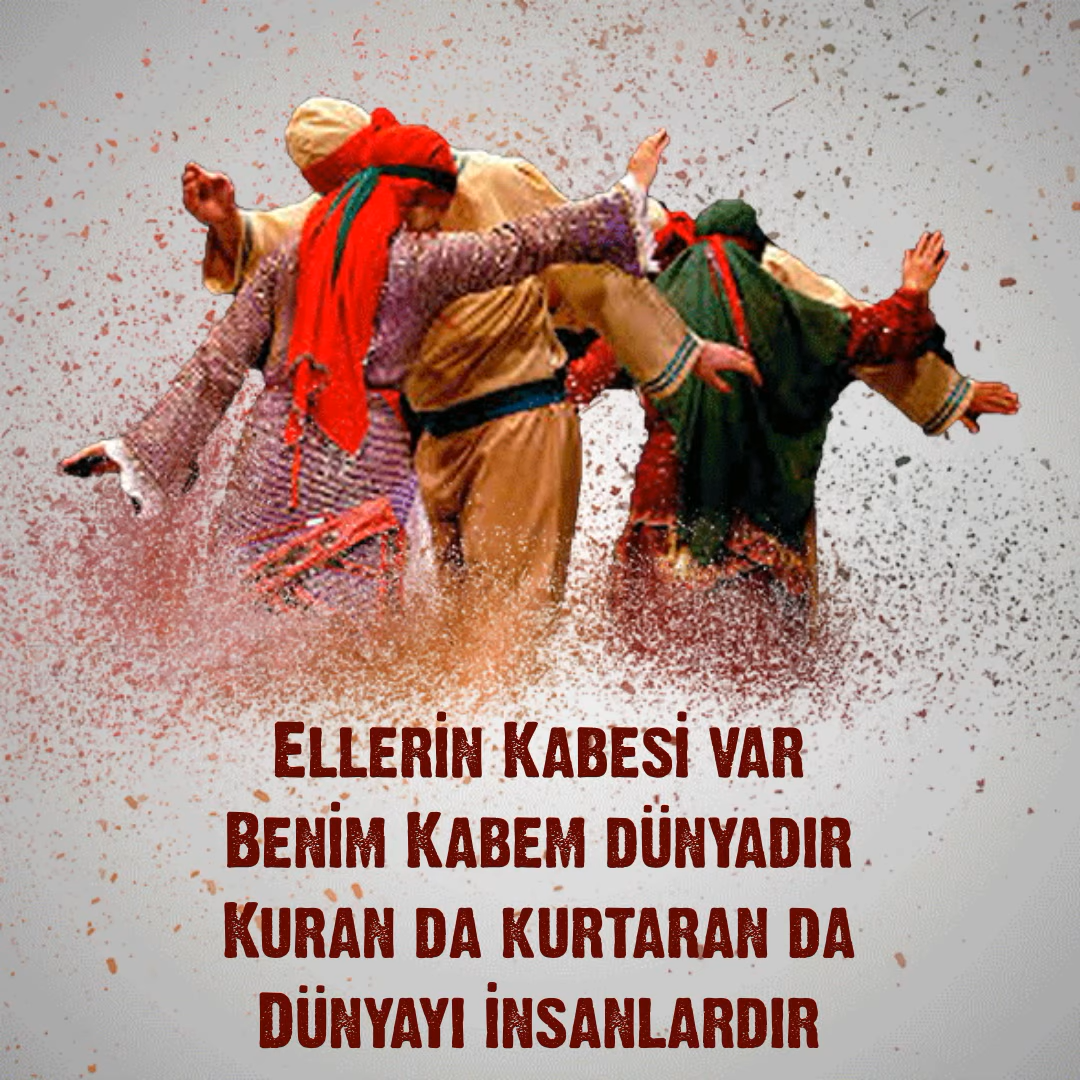 Ellerin Kabesi var
Benim Kabem dünyadır
Kuran da kurtaran da
Dünyayı insanlardır